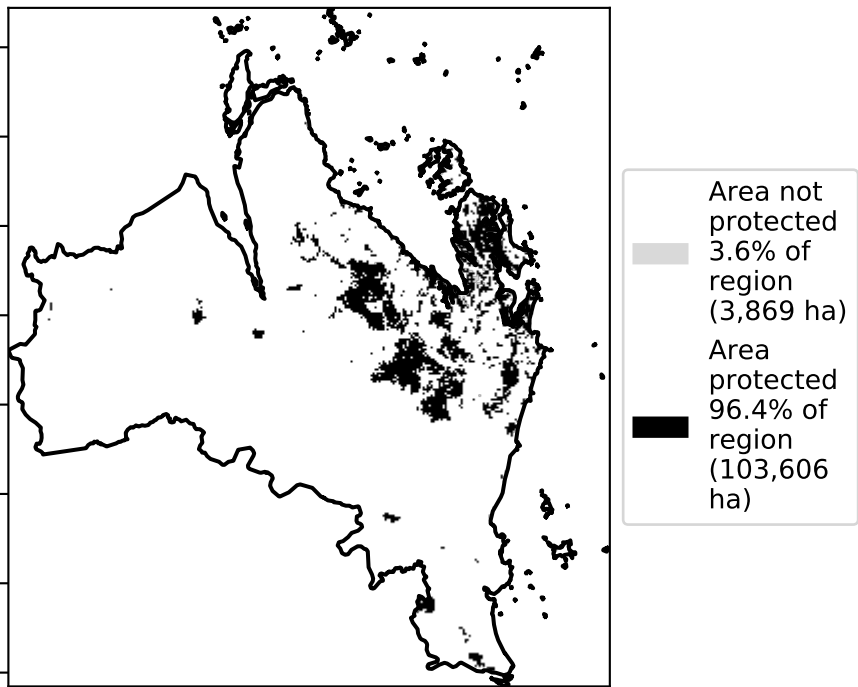 Area not
protected
3.6% of
region
(3,869 ha)
Area
protected
96.4% of
region
(103,606
ha)